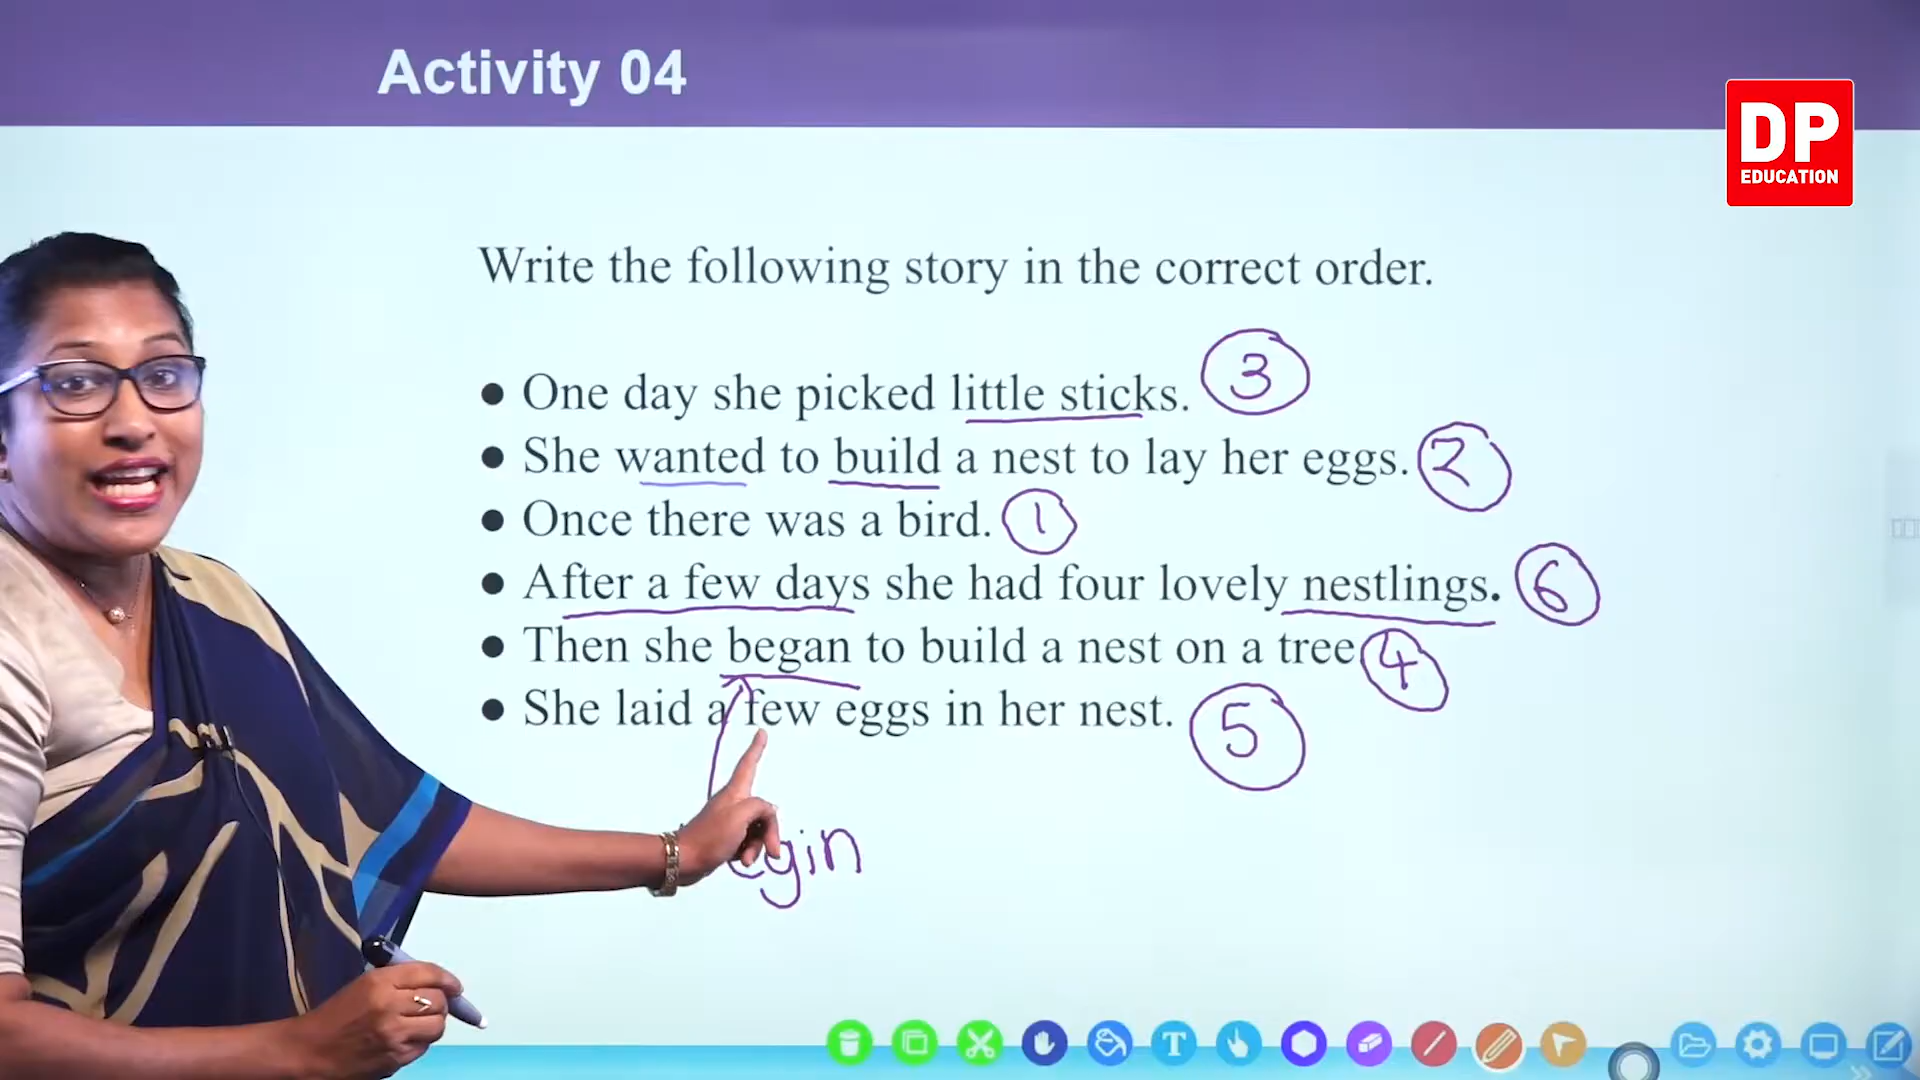 Activity 04
DP
EDUCATION
Write the following story in the correct order.
● One day she picked little sticks. 3
● She wanted to build a nest to lay her eggs. 2
● Once there was a bird. 1
● After a few days she had four lovely nestlings. 6
● Then she began to build a nest on a tree 4
● She laid a few eggs in her nest. 5
egin